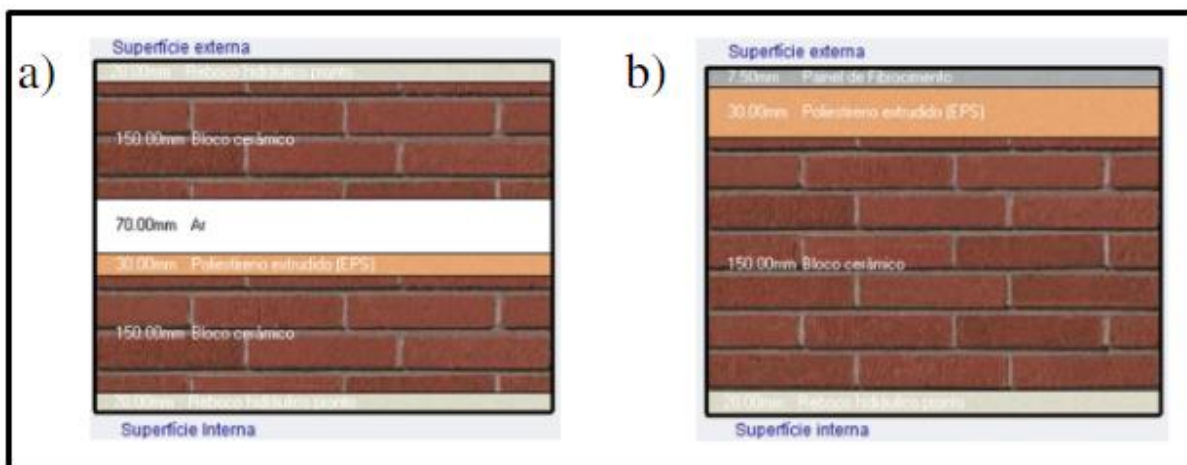 a)
Superfície externa
20.00mm Reboco hidráulico pronto
150.00mm Bloco cerâmico
70.00mm Ar
30.00mm Poliestireno extrudido (EPS)
150.00mm Bloco cerâmico
20.00mm Reboco hidráulico pronto
Superfície Interna
b)
Superfície externa
7.50mm Painel de Fibrocimento
30.00mm Poliestireno extrudido (EPS)
150.00mm Bloco cerâmico
20.00mm Reboco hidráulico pronto
Superfície interna